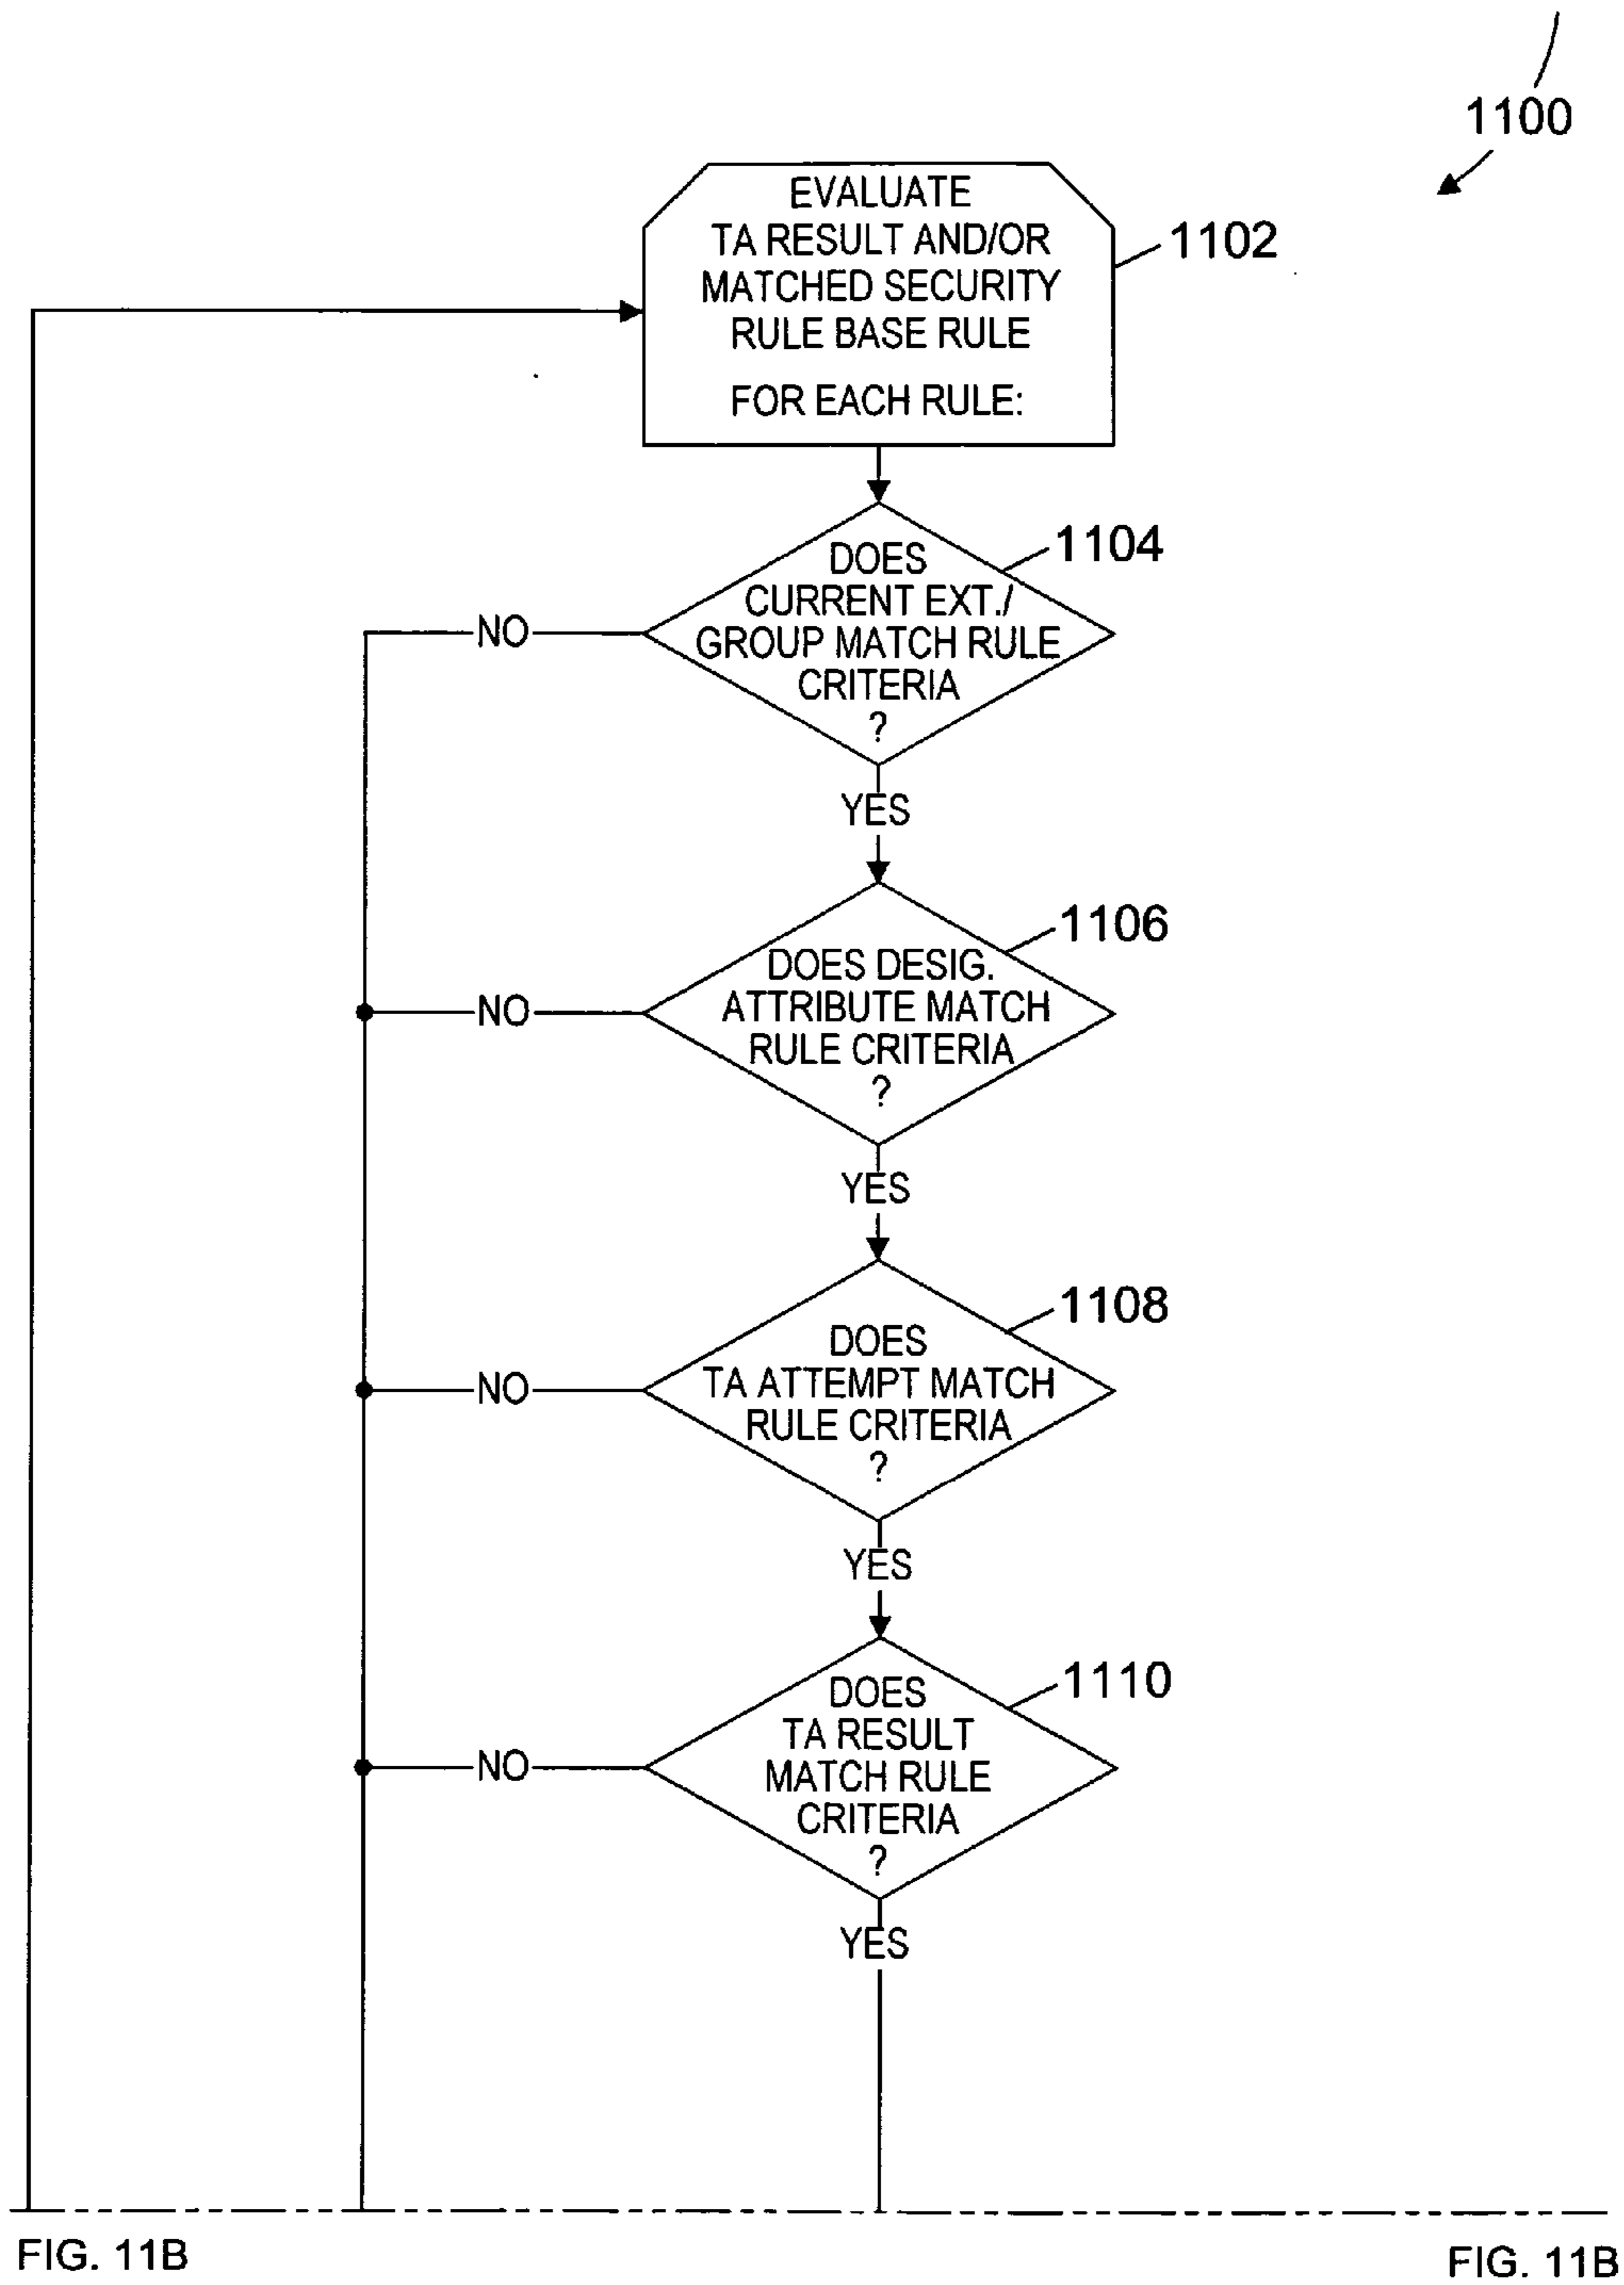 1100
EVALUATE
TA RESULT AND/OR
MATCHED SECURITY
RULE BASE RULE
FOR EACH RULE:
1102
DOES
CURRENT EXT./
GROUP MATCH RULE
CRITERIA
?
1104
NO
YES
DOES DESIG.
ATTRIBUTE MATCH
RULE CRITERIA
?
1106
NO
YES
DOES
TA ATTEMPT MATCH
RULE CRITERIA
?
1108
NO
YES
DOES
TA RESULT
MATCH RULE
CRITERIA
?
1110
NO
YES
FIG. 11B
FIG. 11B